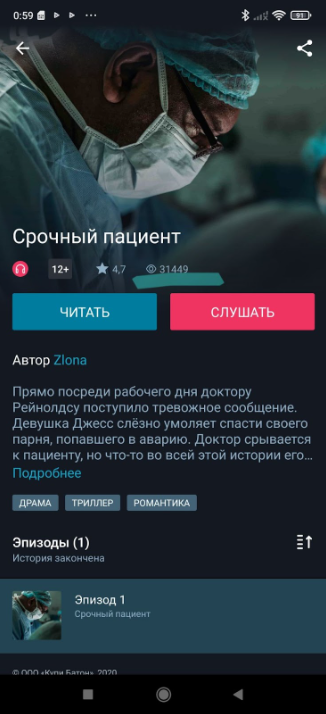 0:59
91
Срочный пациент
12+
4,7
31449
ЧИТАТЬ
СЛУШАТЬ
Автор Zlona
Прямо посреди рабочего дня доктору
Рейнолдсу поступило тревожное сообщение.
Девушка Джесс слёзно умоляет спасти своего
парня, попавшего в аварию. Доктор срывается
к пациенту, но что-то во всей этой истории его...
Подробнее
ДРАМА
ТРИЛЛЕР
РОМАНТИКА
Эпизоды (1)
История закончена
Эпизод 1
Срочный пациент
© ООО «Купи Батон», 2020